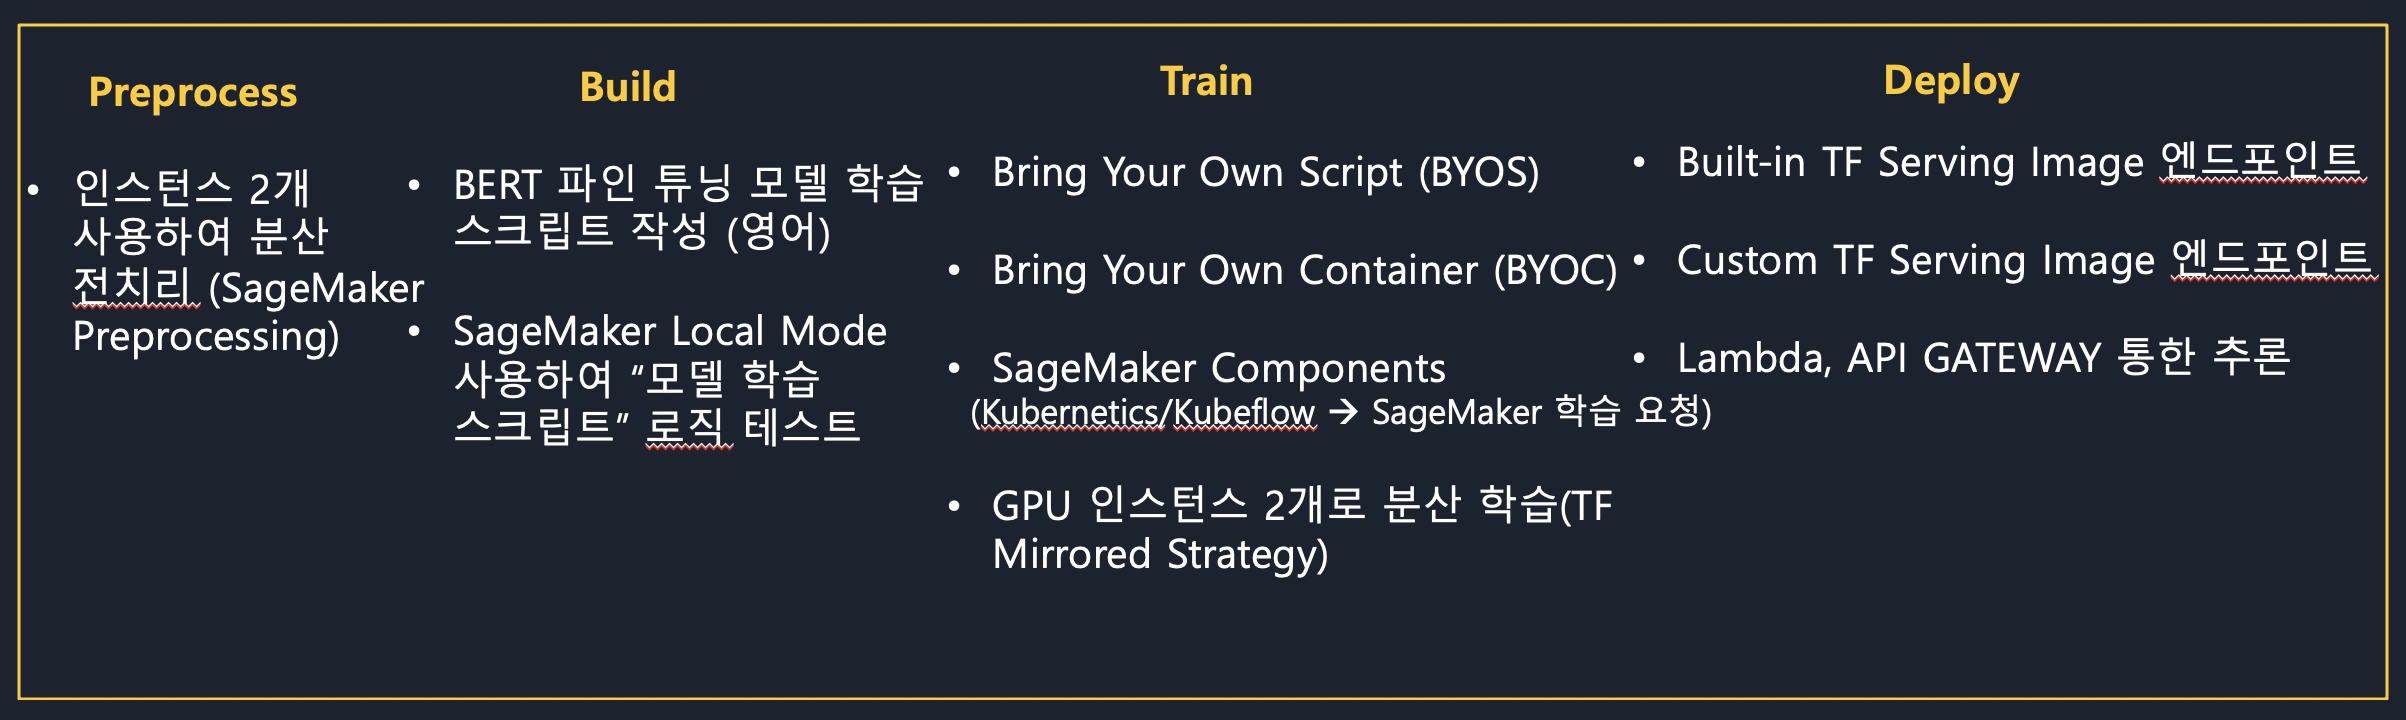 Preprocess
• 인스턴스 2개
사용하여 분산
전치리 (SageMaker
Preprocessing)
Build
• BERT 파인 튜닝 모델 학습
스크립트 작성 (영어)
• SageMaker Local Mode
사용하여 “모델 학습
스크립트” 로직 테스트
Train
• Bring Your Own Script (BYOS)
• Bring Your Own Container (BYOC)
• SageMaker Components
(Kubernetics/Kubeflow → SageMaker 학습 요청)
• GPU 인스턴스 2개로 분산 학습(TF
Mirrored Strategy)
Deploy
• Built-in TF Serving Image 엔드포인트
• Custom TF Serving Image 엔드포인트
• Lambda, API GATEWAY 통한 추론